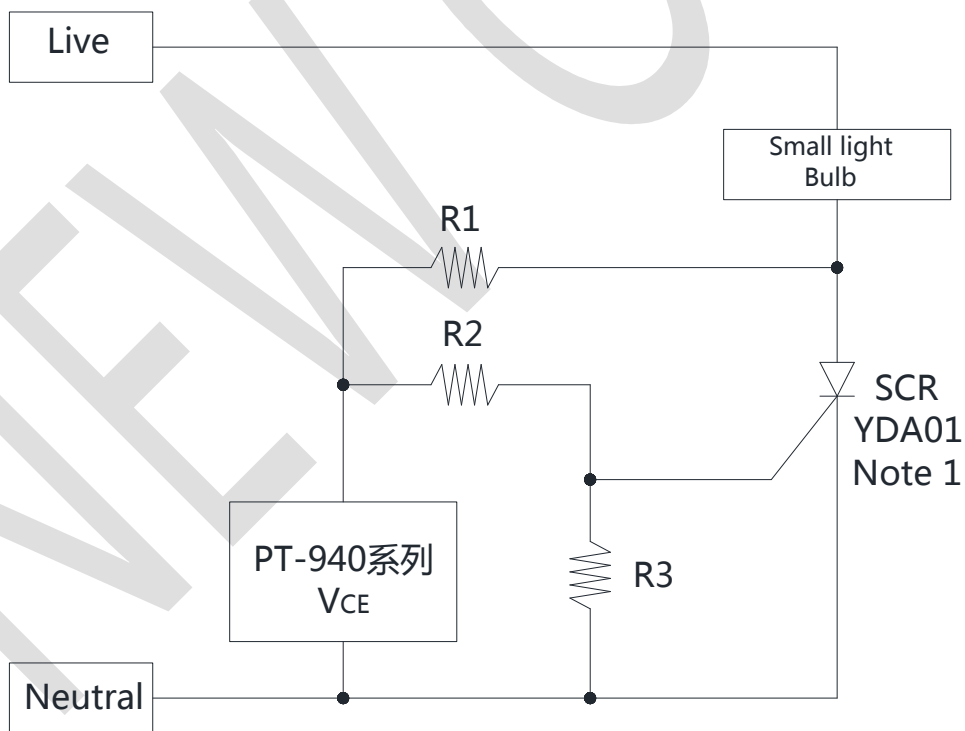 Live
Small light
Bulb
R1
R2
SCR
YDA01
Note 1
PT-940系列
VCE
R3
Neutral